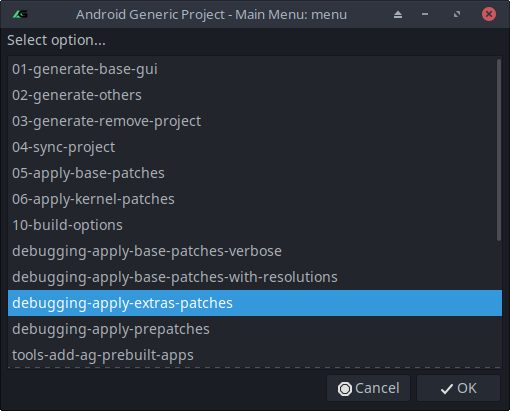 Android Generic Project - Main Menu: menu
Select option...
01-generate-base-gui
02-generate-others
03-generate-remove-project
04-sync-project
05-apply-base-patches
06-apply-kernel-patches
10-build-options
debugging-apply-base-patches-verbose
debugging-apply-base-patches-with-resolutions
debugging-apply-extras-patches
debugging-apply-prepatches
tools-add-ag-prebuilt-apps
Cancel OK